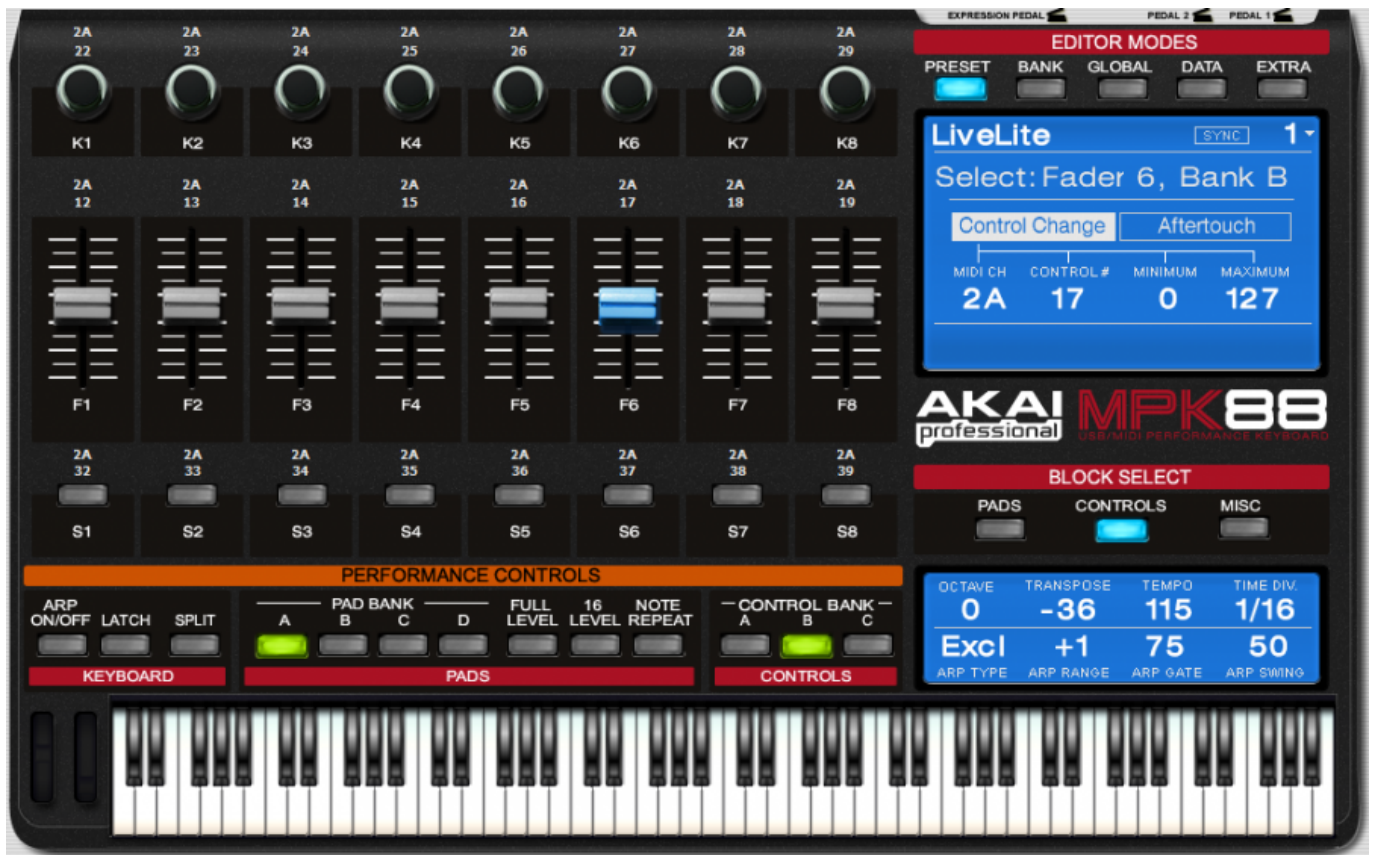 EXPRESSION PEDAL PEDAL 2 PEDAL 1
EDITOR MODES
PRESET BANK GLOBAL DATA EXTRA
LiveLite SYNC 1
Select: Fader 6, Bank B
Control Change Aftertouch
MIDI CH CONTROL# MINIMUM MAXIMUM
2A 17 0 127
2A 2A 2A 2A 2A 2A 2A 2A
22 23 24 25 26 27 28 29
K1 K2 K3 K4 K5 K6 K7 K8
2A 2A 2A 2A 2A 2A 2A 2A
12 13 14 15 16 17 18 19
F1 F2 F3 F4 F5 F6 F7 F8
2A 2A 2A 2A 2A 2A 2A 2A
32 33 34 35 36 37 38 39
S1 S2 S3 S4 S5 S6 S7 S8
AKAI professional
MPK88
USB/MIDI PERFORMANCE KEYBOARD
BLOCK SELECT
PADS CONTROLS MISC
OCTAVE TRANSPOSE TEMPO TIME DIV.
0 -36 115 1/16
Excl +1 75 50
ARP TYPE ARP RANGE ARP GATE ARP SWING
PERFORMANCE CONTROLS
ARP ON/OFF LATCH SPLIT
PAD BANK
A B C D
FULL LEVEL 16 LEVEL NOTE REPEAT
CONTROL BANK
A B C
KEYBOARD PADS CONTROLS